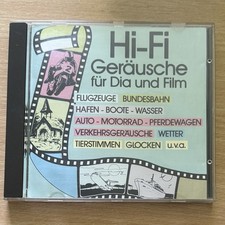 Hi-Fi
Geräusche
für Dia und Film
FLUGZEUGE BUNDESBAHN
HAFEN - BOOTE - WASSER
AUTO - MOTORRAD - PFERDEWAGEN
VERKEHRSGERÄUSCHE WETTER
TIERSTIMMEN GLOCKEN u.v.a.